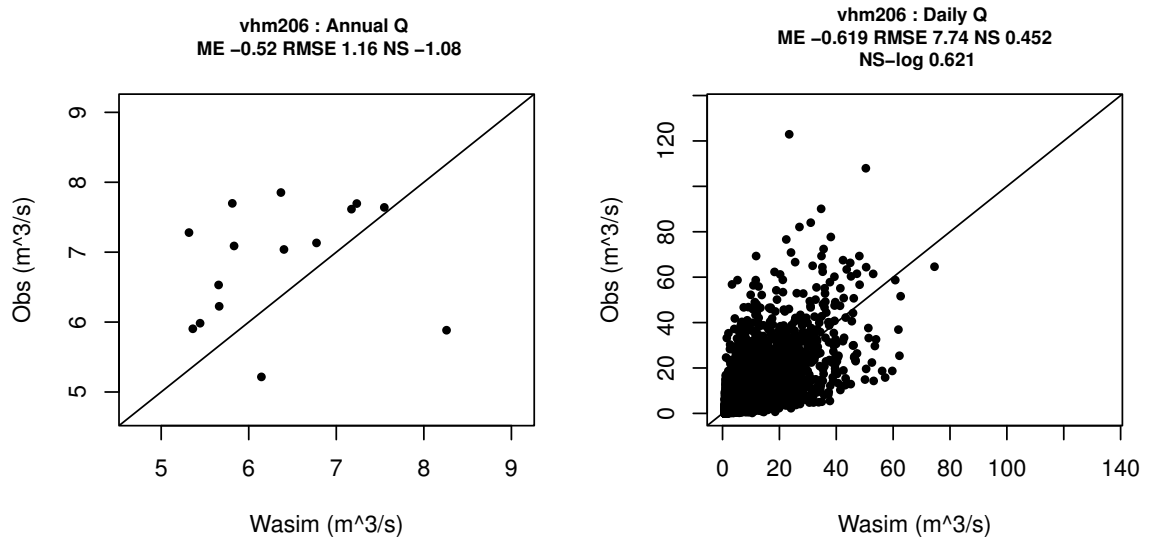 vhm206 : Annual Q
ME −0.52 RMSE 1.16 NS −1.08
9
8
7
6
5
Obs (m^3/s)
5 6 7 8 9
Wasim (m^3/s)
vhm206 : Daily Q
ME −0.619 RMSE 7.74 NS 0.452
NS−log 0.621
120
80
60
40
20
0
Obs (m^3/s)
0 20 40 60 80 100 140
Wasim (m^3/s)